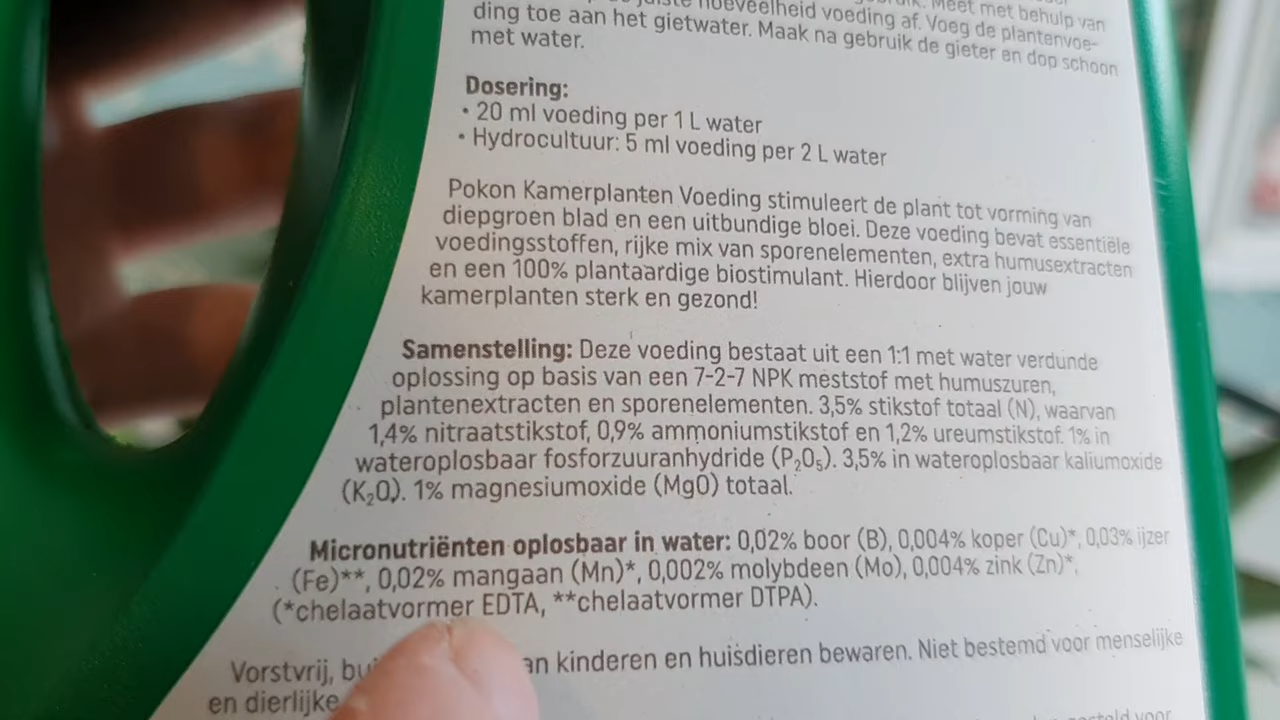 juiste hoeveelheid voeding af. Voeg de plantenvoe-
ding toe aan het gietwater. Maak na gebruik de gieter en dop schoon
met water.
Dosering:
• 20 ml voeding per 1 L water
• Hydrocultuur: 5 ml voeding per 2 L water
Pokon Kamerplanten Voeding stimuleert de plant tot vorming van
diepgroen blad en een uitbundige bloei. Deze voeding bevat essentiële
voedingsstoffen, rijke mix van sporenelementen, extra humusextracten
en een 100% plantaardige biostimulant. Hierdoor blijven jouw
kamerplanten sterk en gezond!
Samenstelling: Deze voeding bestaat uit een 1:1 met water verdunde
oplossing op basis van een 7-2-7 NPK meststof met humuszuren,
plantenextracten en sporenelementen. 3,5% stikstof totaal (N), waarvan
1,4% nitraatstikstof, 0,9% ammoniumstikstof en 1,2% ureumstikstof. 1% in
wateroplosbaar fosforzuuranhydride (P₂O₅). 3,5% in wateroplosbaar kaliumoxide
(K₂O). 1% magnesiumoxide (MgO) totaal.
Micronutriënten oplosbaar in water: 0,02% boor (B), 0,004% koper (Cu)*, 0,03% ijzer
(Fe)**, 0,02% mangaan (Mn)*, 0,002% molybdeen (Mo), 0,004% zink (Zn)*,
(*chelaatvormer EDTA, **chelaatvormer DTPA).
Vorstvrij, kinderen en huisdieren bewaren. Niet bestemd voor menselijke
en dierlijke voor